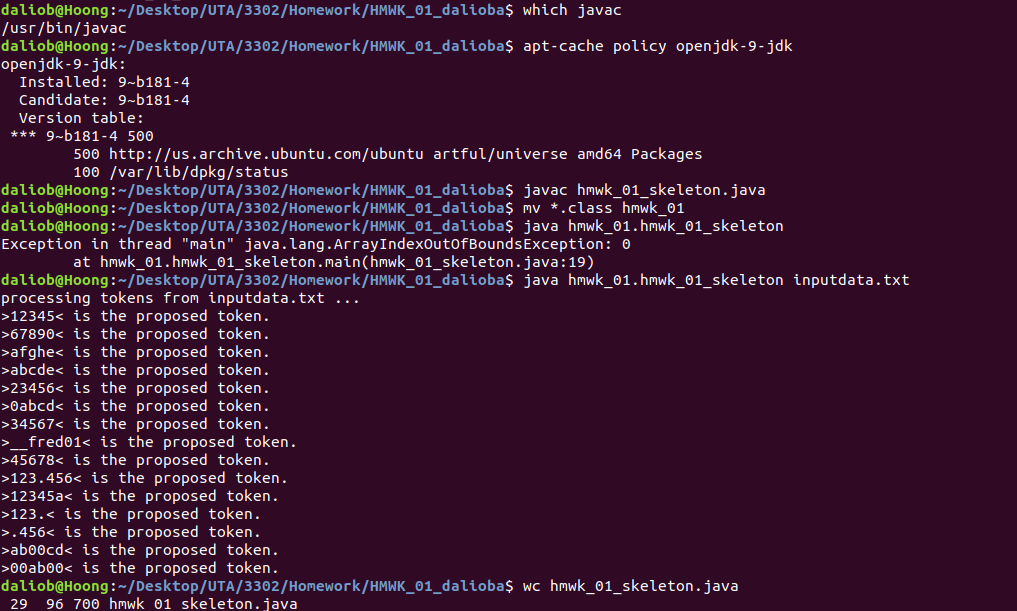 daliob@Hoong:~/Desktop/UTA/3302/Homework/HMWK_01_dalioba$ which javac
/usr/bin/javac
daliob@Hoong:~/Desktop/UTA/3302/Homework/HMWK_01_dalioba$ apt-cache policy openjdk-9-jdk
openjdk-9-jdk:
  Installed: 9~b181-4
  Candidate: 9~b181-4
  Version table:
 *** 9~b181-4 500
        500 http://us.archive.ubuntu.com/ubuntu artful/universe amd64 Packages
        100 /var/lib/dpkg/status
daliob@Hoong:~/Desktop/UTA/3302/Homework/HMWK_01_dalioba$ javac hmwk_01_skeleton.java
daliob@Hoong:~/Desktop/UTA/3302/Homework/HMWK_01_dalioba$ mv *.class hmwk_01
daliob@Hoong:~/Desktop/UTA/3302/Homework/HMWK_01_dalioba$ java hmwk_01.hmwk_01_skeleton
Exception in thread "main" java.lang.ArrayIndexOutOfBoundsException: 0
        at hmwk_01.hmwk_01_skeleton.main(hmwk_01_skeleton.java:19)
daliob@Hoong:~/Desktop/UTA/3302/Homework/HMWK_01_dalioba$ java hmwk_01.hmwk_01_skeleton inputdata.txt
processing tokens from inputdata.txt ...
>12345< is the proposed token.
>67890< is the proposed token.
>afghe< is the proposed token.
>abcde< is the proposed token.
>23456< is the proposed token.
>0abcd< is the proposed token.
>34567< is the proposed token.
>__fred01< is the proposed token.
>45678< is the proposed token.
>123.456< is the proposed token.
>12345a< is the proposed token.
>123.< is the proposed token.
>.456< is the proposed token.
>ab00cd< is the proposed token.
>00ab00< is the proposed token.
daliob@Hoong:~/Desktop/UTA/3302/Homework/HMWK_01_dalioba$ wc hmwk_01_skeleton.java
 29  96 700 hmwk_01_skeleton.java